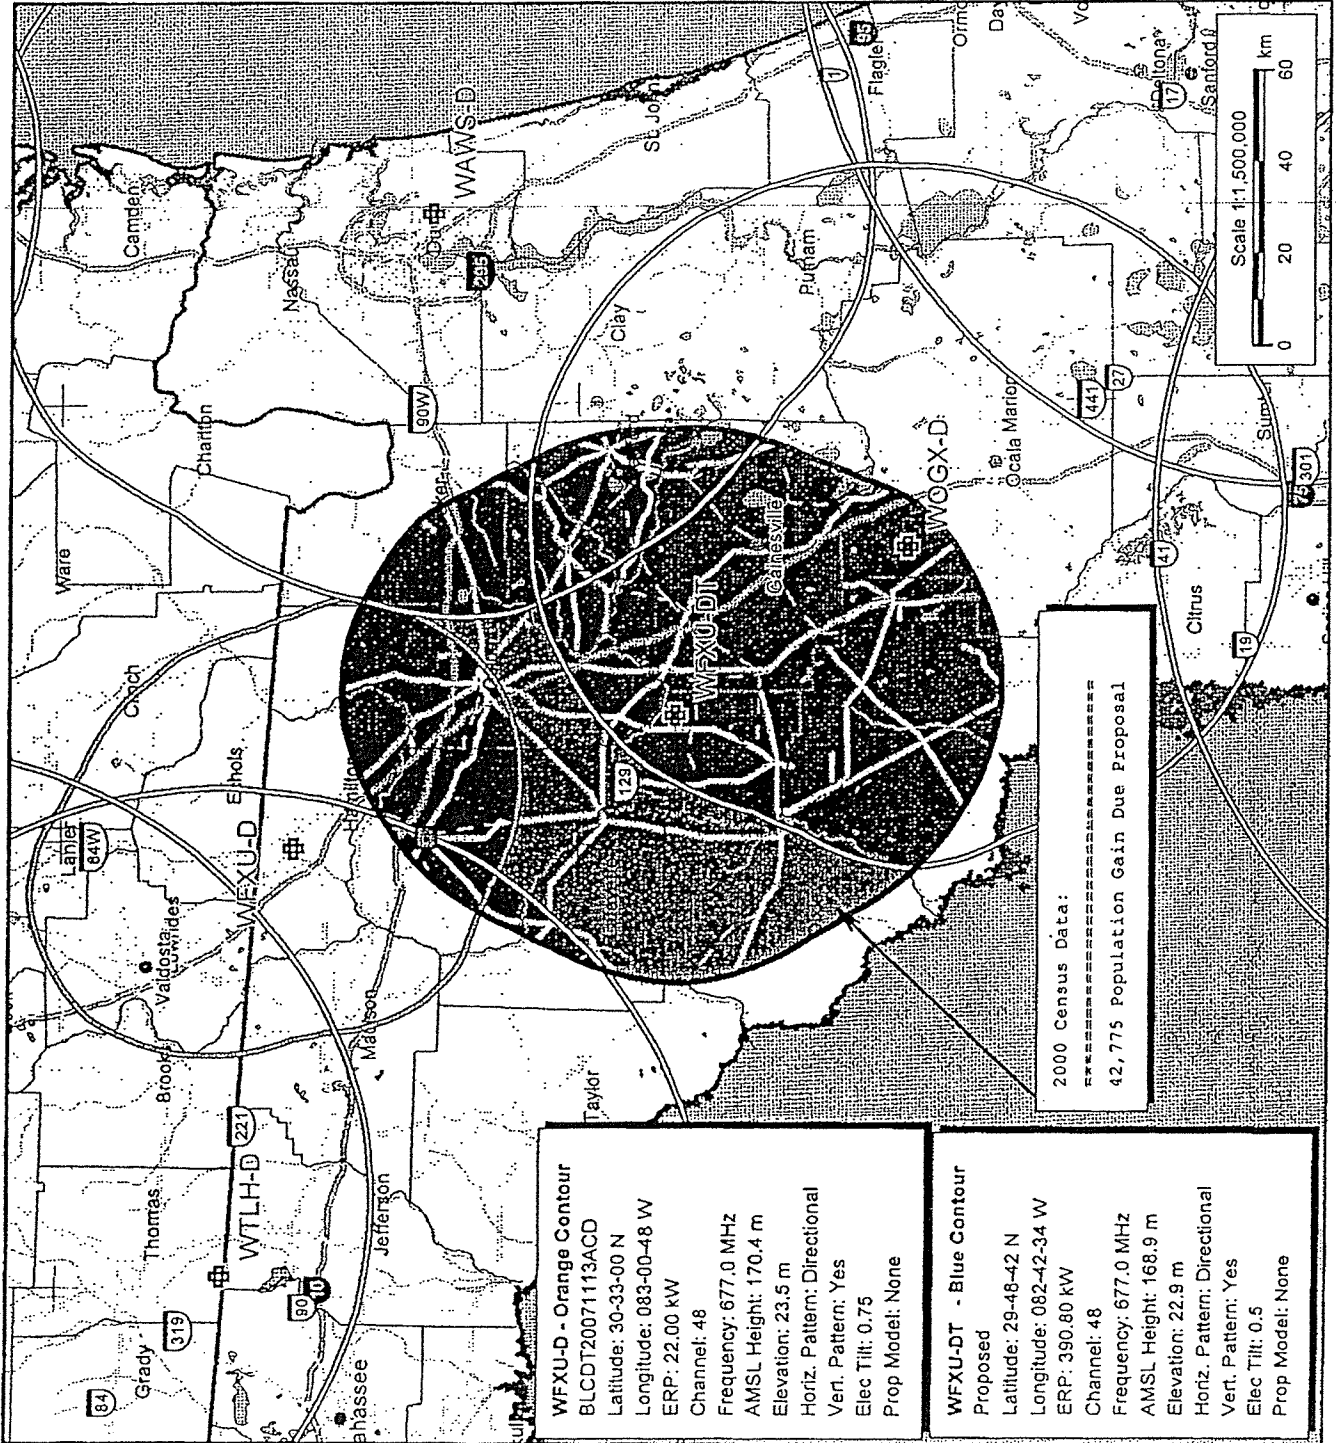 WFXU-D - Orange Contour
BLCDT20071113ACD
Latitude: 30-33-00 N
Longitude: 083-00-48 W
ERP: 22.00 kW
Channel: 48
Frequency: 677.0 MHz
AMSL Height: 170.4 m
Elevation: 23.5 m
Horiz. Pattern: Directional
Vert. Pattern: Yes
Elec Tilt: 0.75
Prop Model: None
WFXU-DT - Blue Contour
Proposed
Latitude: 29-48-42 N
Longitude: 082-42-34 W
ERP: 390.80 kW
Channel: 48
Frequency: 677.0 MHz
AMSL Height: 168.9 m
Elevation: 22.9 m
Horiz. Pattern: Directional
Vert. Pattern: Yes
Elec Tilt: 0.5
Prop Model: None
2000 Census Data:
42,775 Population Gain Due Proposal
Scale 1:1,500,000
0 20 40 60
km
84
Grady
319
Thomas
WTLH-D
221
90
10
ahassee
Jefferson
Taylor
Brooks
Valdosta
Lowndes
Lanier
84W
WFXU-D
Echols
Madison
Clinch
Ware
Charlton
Camden
Nassau
90W
295
WAWS-D
St. John
Clay
Putnam
129
WFXU-DT
Gainesville
WOGX-D
Ocala
Marion
441
27
41
Citrus
19
301
Flagler
95
1
17
Deltona
Sanford